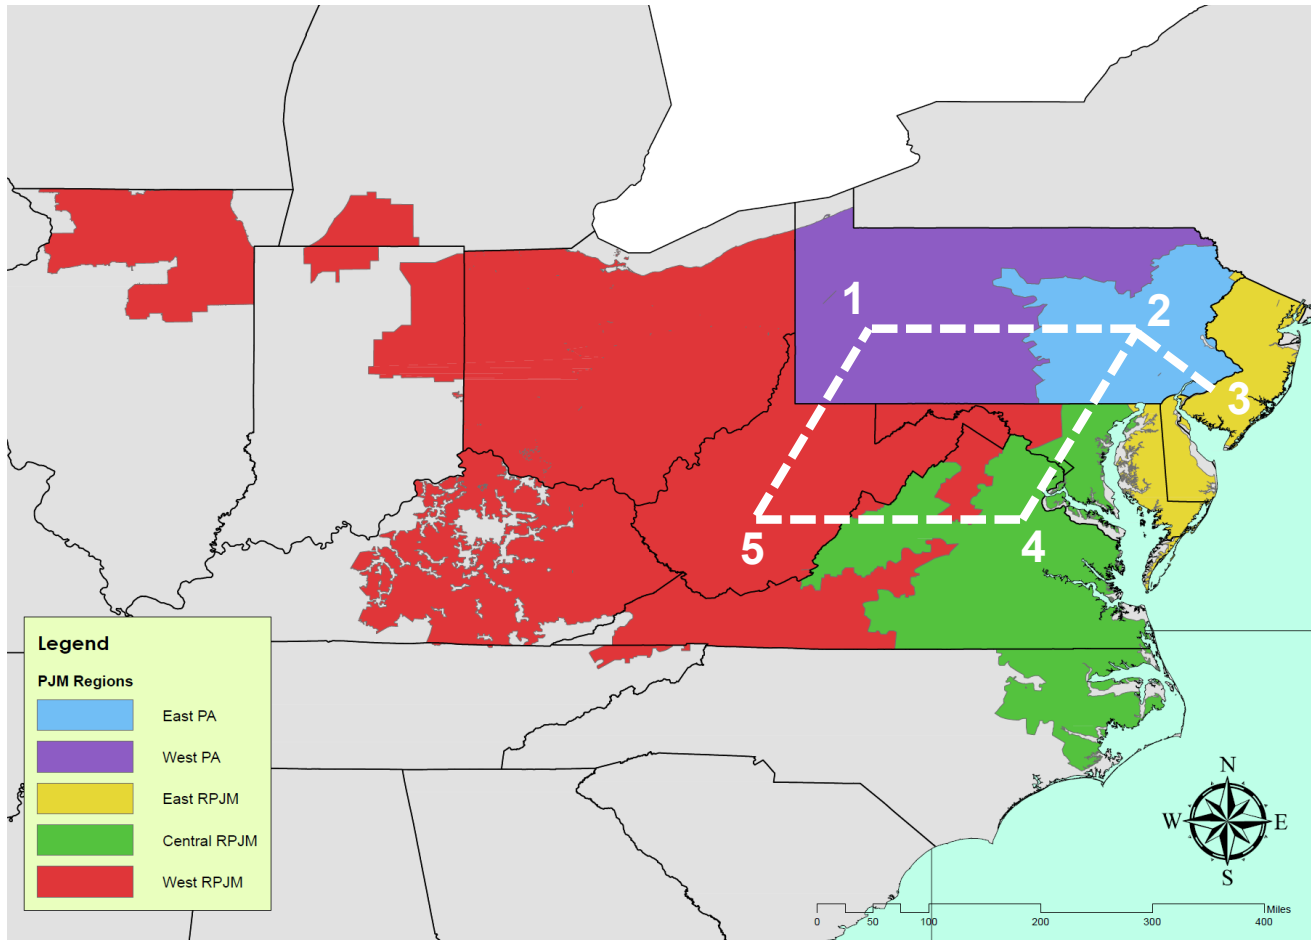 1
2
3
4
5
Legend
PJM Regions
East PA
West PA
East RPJM
Central RPJM
West RPJM
N
W E
S
Miles
0 50 100 200 300 400